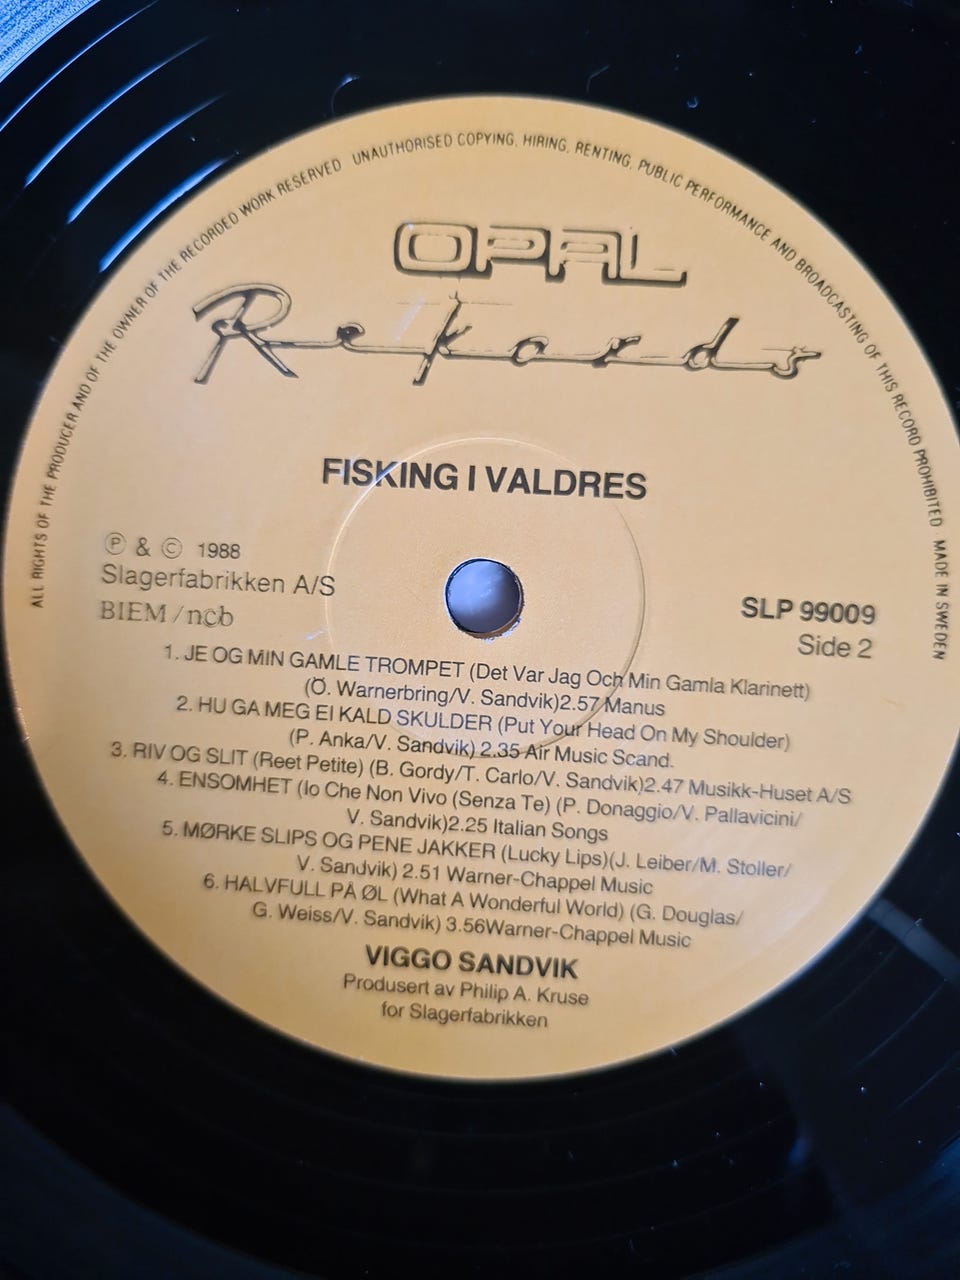 ALL RIGHTS OF THE PRODUCER AND OF THE OWNER OF THE RECORDED WORK RESERVED UNAUTHORISED COPYING, HIRING, RENTING, PUBLIC PERFORMANCE AND BROADCASTING OF THIS RECORD PROHIBITED MADE IN SWEDEN
OPAL
Rekords
FISKING I VALDRES
Ⓟ & © 1988
Slagerfabrikken A/S
BIEM/ncb
SLP 99009
Side 2
1. JE OG MIN GAMLE TROMPET (Det Var Jag Och Min Gamla Klarinett)
(Ö. Warnerbring/V. Sandvik)2.57 Manus
2. HU GA MEG EI KALD SKULDER (Put Your Head On My Shoulder)
(P. Anka/V. Sandvik) 2.35 Air Music Scand.
3. RIV OG SLIT (Reet Petite) (B. Gordy/T. Carlo/V. Sandvik)2.47 Musikk-Huset A/S
4. ENSOMHET (Io Che Non Vivo (Senza Te) (P. Donaggio/V. Pallavicini/
V. Sandvik)2.25 Italian Songs
5. MØRKE SLIPS OG PENE JAKKER (Lucky Lips)(J. Leiber/M. Stoller/
V. Sandvik) 2.51 Warner-Chappel Music
6. HALVFULL PÅ ØL (What A Wonderful World) (G. Douglas/
G. Weiss/V. Sandvik) 3.56Warner-Chappel Music
VIGGO SANDVIK
Produsert av Philip A. Kruse
for Slagerfabrikken